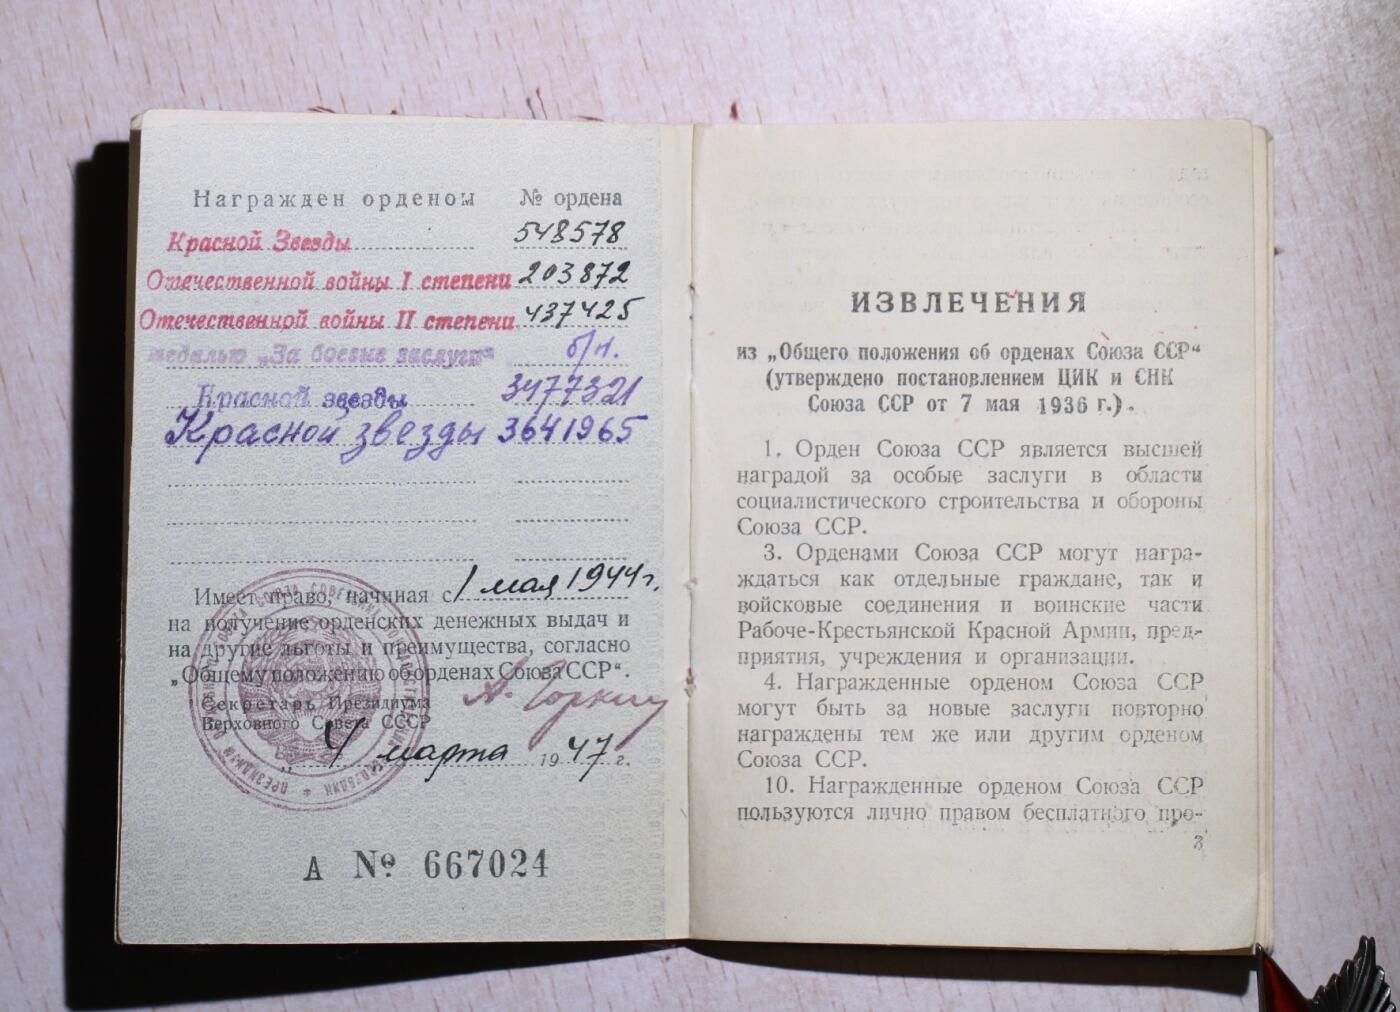 Награжден орденом № ордена
Красной Звезды 548578
Отечественной войны I степени 203872
Отечественной войны II степени 437425
медалью „За боевые заслуги“ б/н.
Красной звезды 3477321
Красной звезды 3641965
Имеет право, начиная с 1 мая 1944 г.
на получение орденских денежных выдач и
на другие льготы и преимущества, согласно
„Общему положению об орденах Союза ССР“.
Секретарь Президиума
Верховного Совета СССР
А. Горкин
4 марта 1947 г.
А № 667024
ИЗВЛЕЧЕНИЯ
из „Общего положения об орденах Союза ССР“
(утверждено постановлением ЦИК и СНК
Союза ССР от 7 мая 1936 г.).
1. Орден Союза ССР является высшей
наградой за особые заслуги в области
социалистического строительства и обороны
Союза ССР.
3. Орденами Союза ССР могут награ-
ждаться как отдельные граждане, так и
войсковые соединения и воинские части
Рабоче-Крестьянской Красной Армии, пред-
приятия, учреждения и организации.
4. Награжденные орденом Союза ССР
могут быть за новые заслуги повторно
награждены тем же или другим орденом
Союза ССР.
10. Награжденные орденом Союза ССР
пользуются лично правом бесплатного про-
3